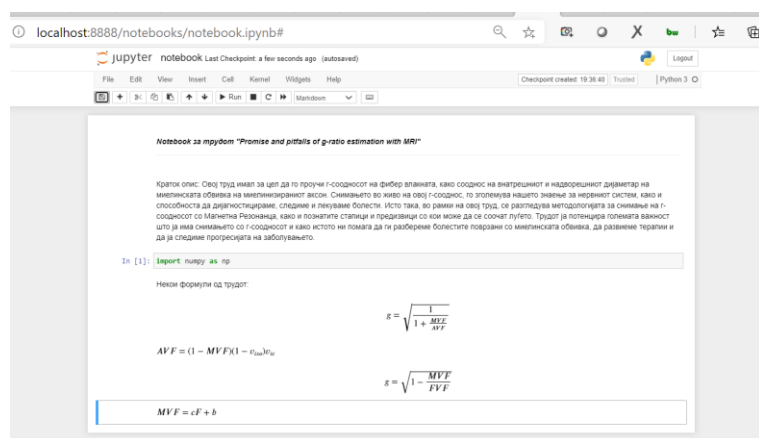 localhost:8888/notebooks/notebook.ipynb#
jupyter notebook Last Checkpoint: a few seconds ago (autosaved)
Logout
File Edit View Insert Cell Kernel Widgets Help
Checkpoint created: 19:36:40 Trusted Python 3
Run Markdown
Notebook за трудот "Promise and pitfalls of g-ratio estimation with MRI"
Краток опис: Овој труд имал за цел да го проучи г-соодносот на фибер влакната, како сооднос на внатрешниот и надворешниот дијаметар на
миелинската обвивка на миелинизираниот аксон. Снимањето во живо на овој г-сооднос, го зголемува нашето знаење за нервниот систем, како и
способноста да дијагностицираме, следиме и лекуваме болести. Исто така, во рамки на овој труд, се разгледува методологијата за снимање на г-
соодносот со Магнетна Резонанца, како и познатите стапици и предизвици со кои може да се соочат луѓето. Трудот ја потенцира големата важност
што ја има снимањето со г-соодносот и како истото ни помага да ги разбереме болестите поврзани со миелинската обвивка, да развиеме терапии и
да ја следиме прогресијата на заболувањето.
In [1]: import numpy as np
Некои формули од трудот:
g = √(1 / (1 + MVF/AVF))
AVF = (1 − MVF)(1 − v_iso)v_ic
g = √(1 − MVF/FVF)
MVF = cF + b